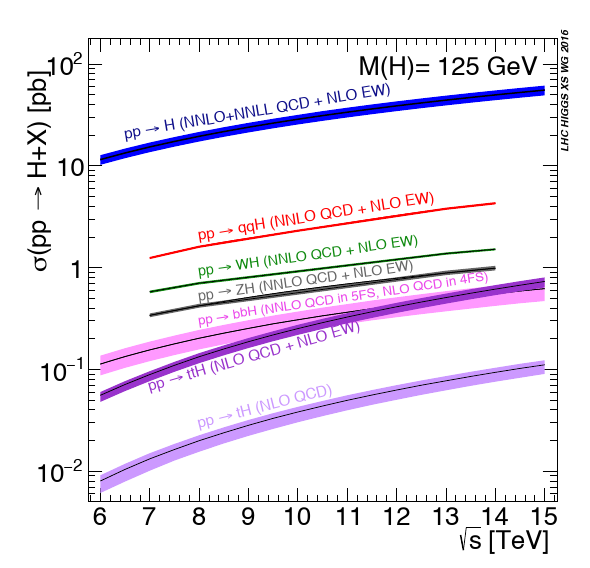 LHC HIGGS XS WG 2016
M(H)= 125 GeV
σ(pp → H+X) [pb]
10²
10
1
10⁻¹
10⁻²
pp → H (NNLO+NNLL QCD + NLO EW)
pp → qqH (NNLO QCD + NLO EW)
pp → WH (NNLO QCD + NLO EW)
pp → ZH (NNLO QCD + NLO EW)
pp → bbH (NNLO QCD in 5FS, NLO QCD in 4FS)
pp → ttH (NLO QCD + NLO EW)
pp → tH (NLO QCD)
6 7 8 9 10 11 12 13 14 15
√s [TeV]